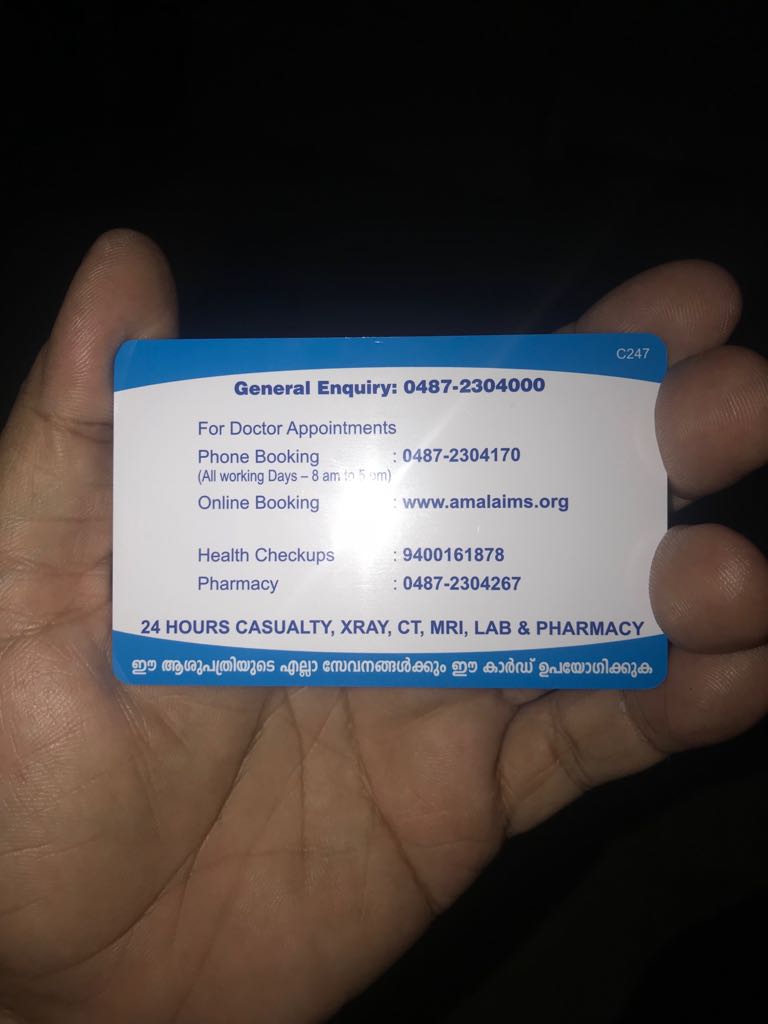 C247
General Enquiry: 0487-2304000
For Doctor Appointments
Phone Booking : 0487-2304170
(All working Days – 8 am to 5 pm)
Online Booking : www.amalaims.org
Health Checkups : 9400161878
Pharmacy : 0487-2304267
24 HOURS CASUALTY, XRAY, CT, MRI, LAB & PHARMACY
ഈ ആശുപത്രിയുടെ എല്ലാ സേവനങ്ങൾക്കും ഈ കാർഡ് ഉപയോഗിക്കുക